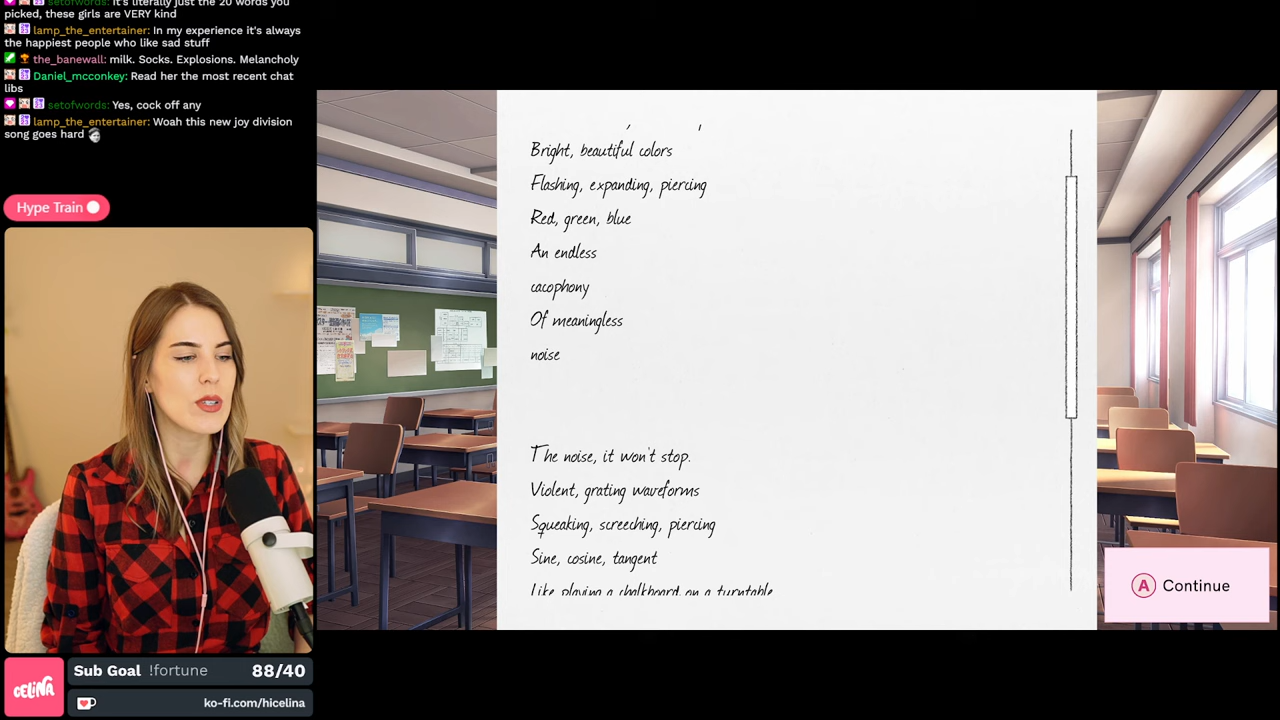 setofwords: It's literally just the 20 words you
picked, these girls are VERY kind
lamp_the_entertainer: In my experience it's always
the happiest people who like sad stuff
the_banewall: milk. Socks. Explosions. Melancholy
Daniel_mcconkey: Read her the most recent chat
libs
setofwords: Yes, cock off any
lamp_the_entertainer: Woah this new joy division
song goes hard
Hype Train
Bright, beautiful colors
Flashing, expanding, piercing
Red, green, blue
An endless
cacophony
Of meaningless
noise
The noise, it won't stop.
Violent, grating waveforms
Squeaking, screeching, piercing
Sine, cosine, tangent
Like playing a chalkboard on a turntable
A Continue
CELINA
Sub Goal !fortune 88/40
ko-fi.com/hicelina